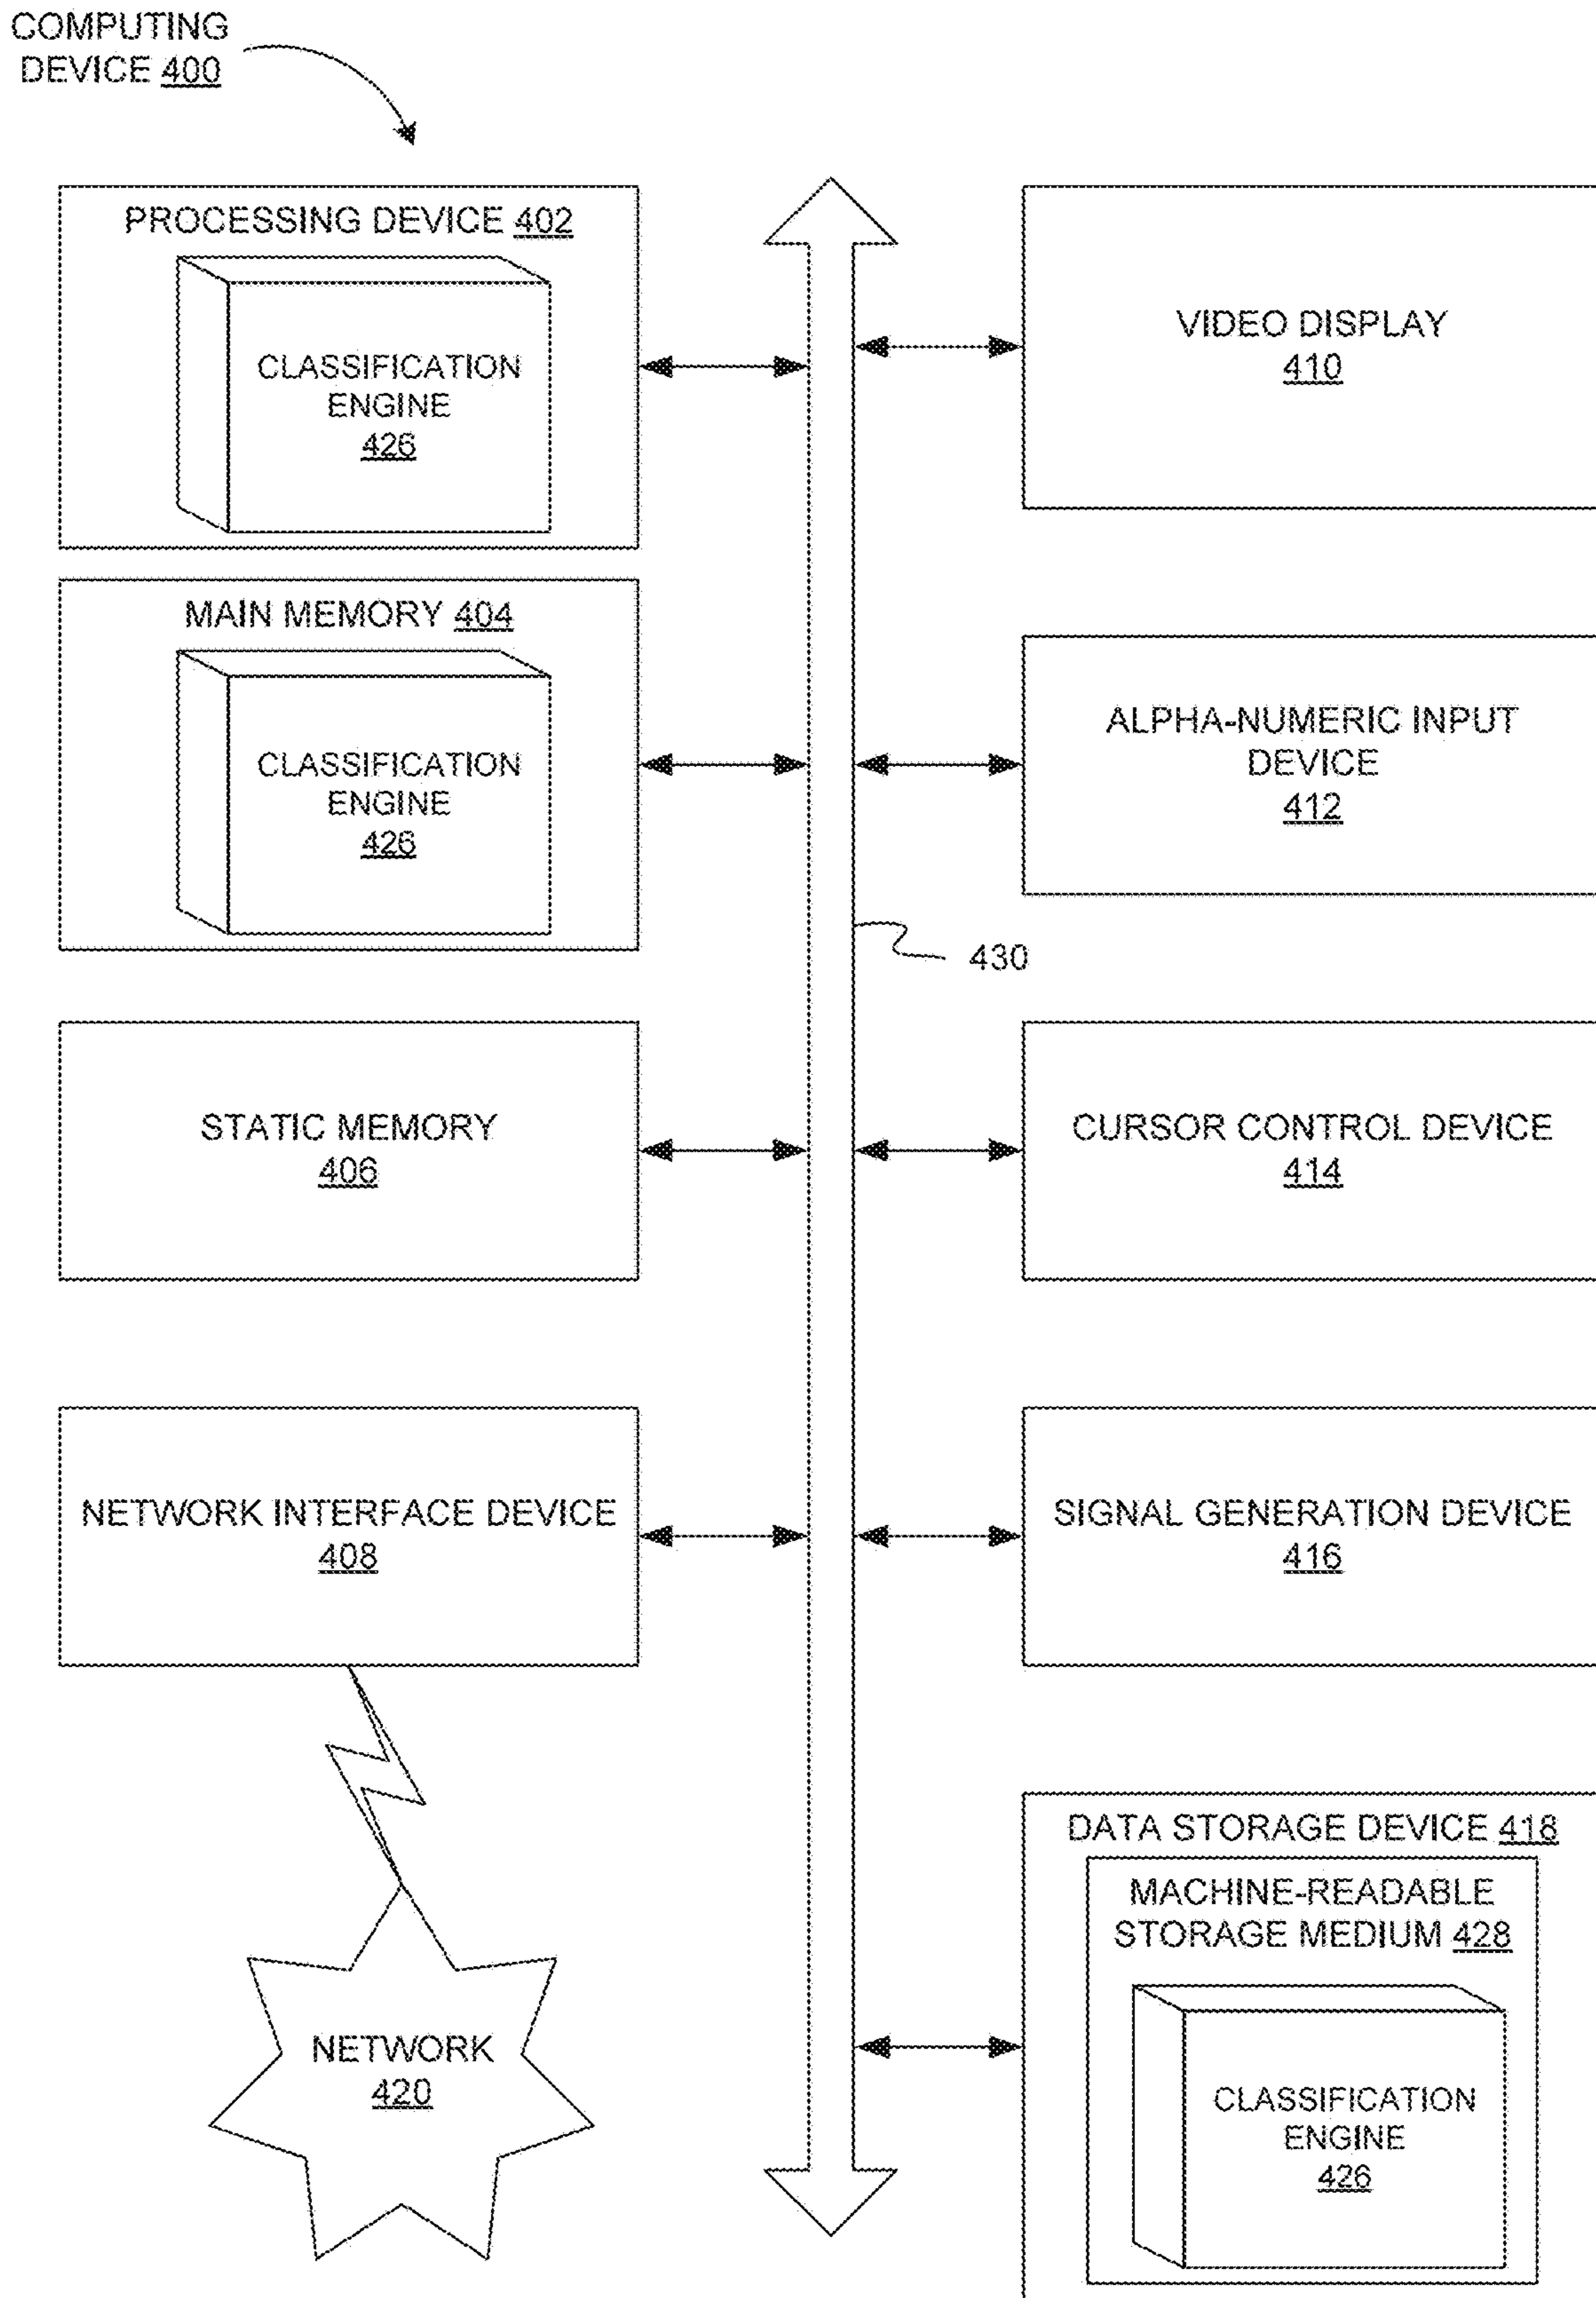 COMPUTING
DEVICE 400
PROCESSING DEVICE 402
CLASSIFICATION
ENGINE
426
VIDEO DISPLAY
410
MAIN MEMORY 404
CLASSIFICATION
ENGINE
426
ALPHA-NUMERIC INPUT
DEVICE
412
430
STATIC MEMORY
406
CURSOR CONTROL DEVICE
414
NETWORK INTERFACE DEVICE
408
SIGNAL GENERATION DEVICE
416
DATA STORAGE DEVICE 418
MACHINE-READABLE
STORAGE MEDIUM 428
CLASSIFICATION
ENGINE
426
NETWORK
420